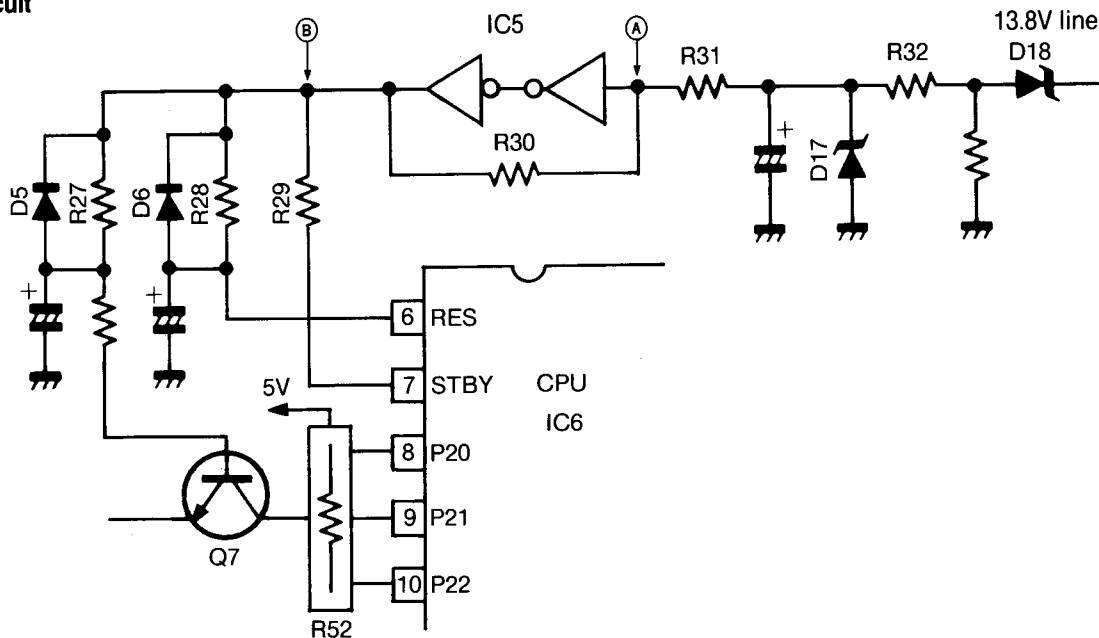 cuit
13.8V line
B
IC5
A
R31
R32
D18
R30
D17
D5
R27
D6
R28
R29
+
+
+
6 RES
7 STBY
CPU
IC6
5V
8 P20
9 P21
10 P22
Q7
R52